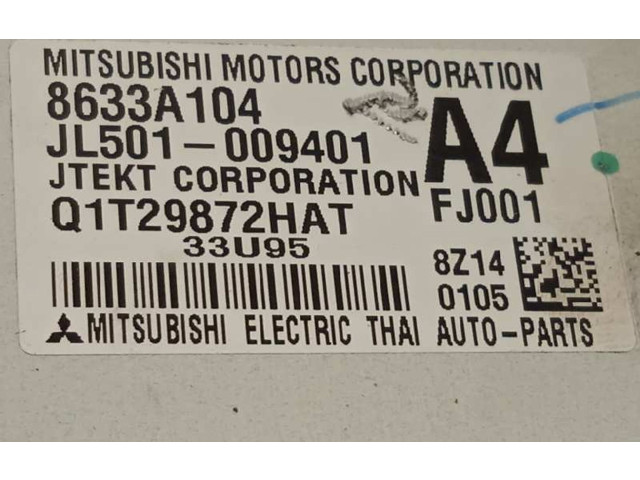 MITSUBISHI MOTORS CORPORATION
8633A104
JL501-009401
A4
JTEKT CORPORATION
FJ001
Q1T29872HAT
33U95
8Z14
0105
MITSUBISHI ELECTRIC THAI AUTO-PARTS